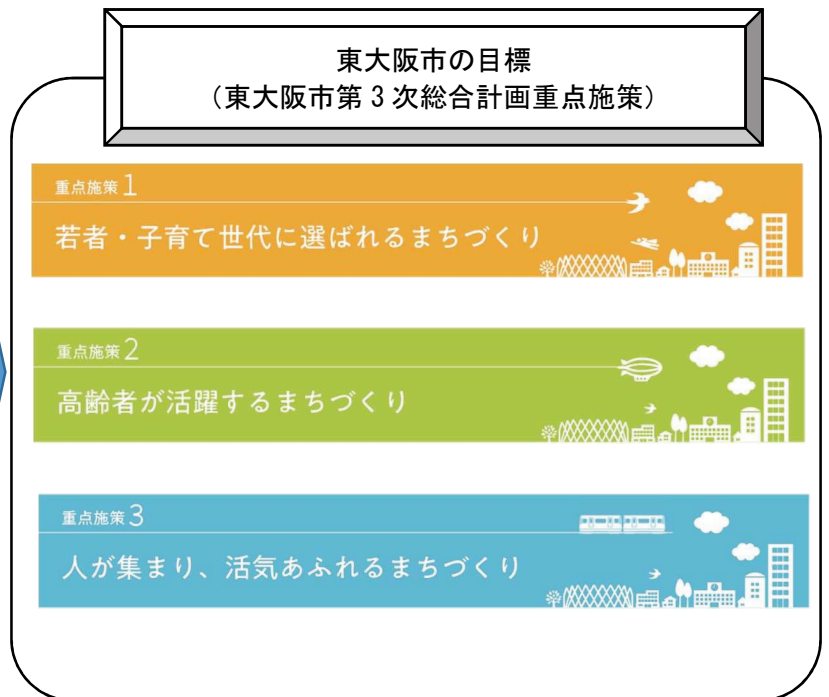 東大阪市の目標
（東大阪市第3次総合計画重点施策）
重点施策1
若者・子育て世代に選ばれるまちづくり
重点施策2
高齢者が活躍するまちづくり
重点施策3
人が集まり、活気あふれるまちづくり